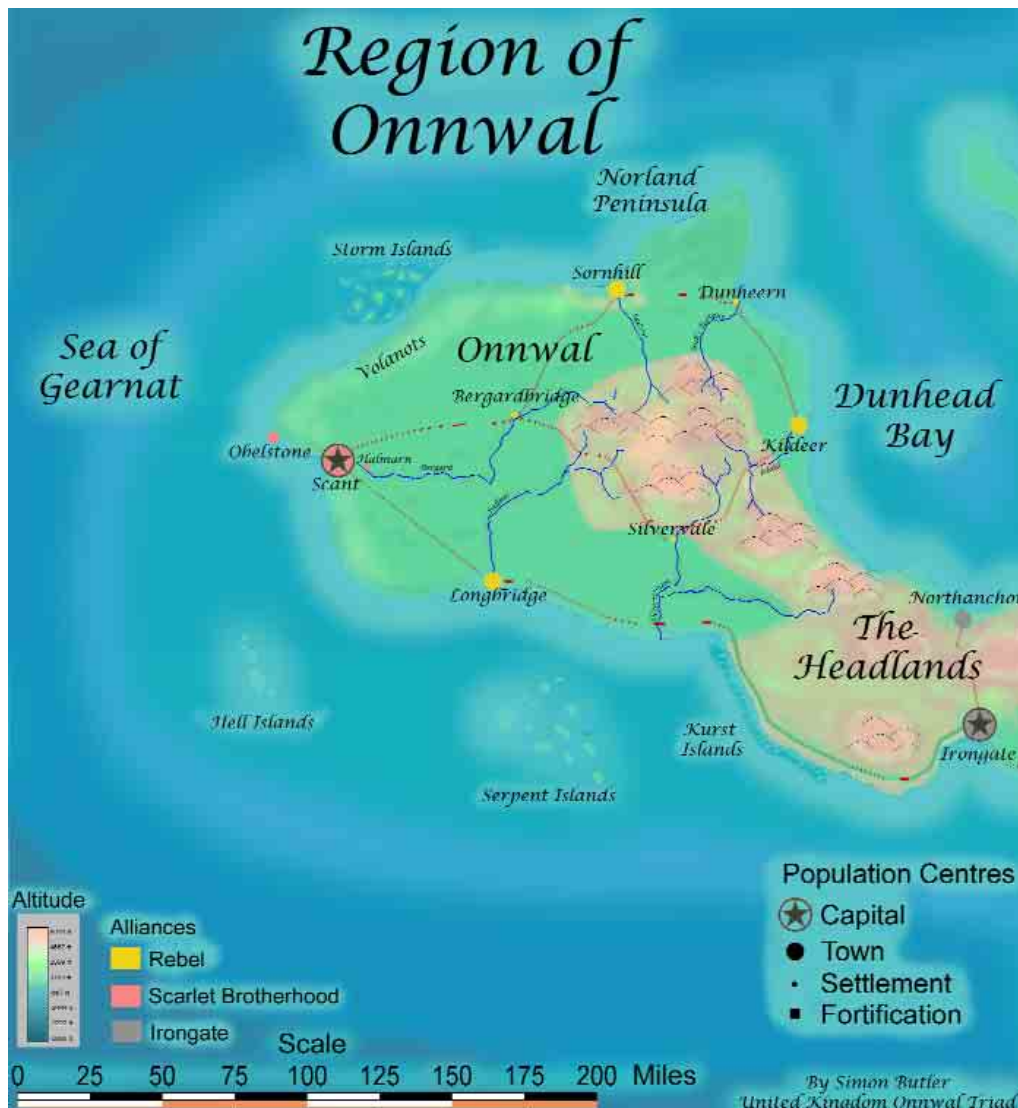 Region of
Onnwal
Norland
Peninsula
Storm Islands
Sornhill
Dunheern
Sea of
Gearnat
Volanots
Onnwal
Bergardbridge
Dunhead
Bay
Kildeer
Obelstone
Halmarn
Scant
Silvervale
Longbridge
Northanchor
The
Headlands
Hell Islands
Kurst
Islands
Irongate
Serpent Islands
Population Centres
Capital
Town
Settlement
Fortification
Altitude
Alliances
Rebel
Scarlet Brotherhood
Irongate
Scale
0 25 50 75 100 125 150 175 200 Miles
By Simon Butler
United Kingdom Onnwal Triad